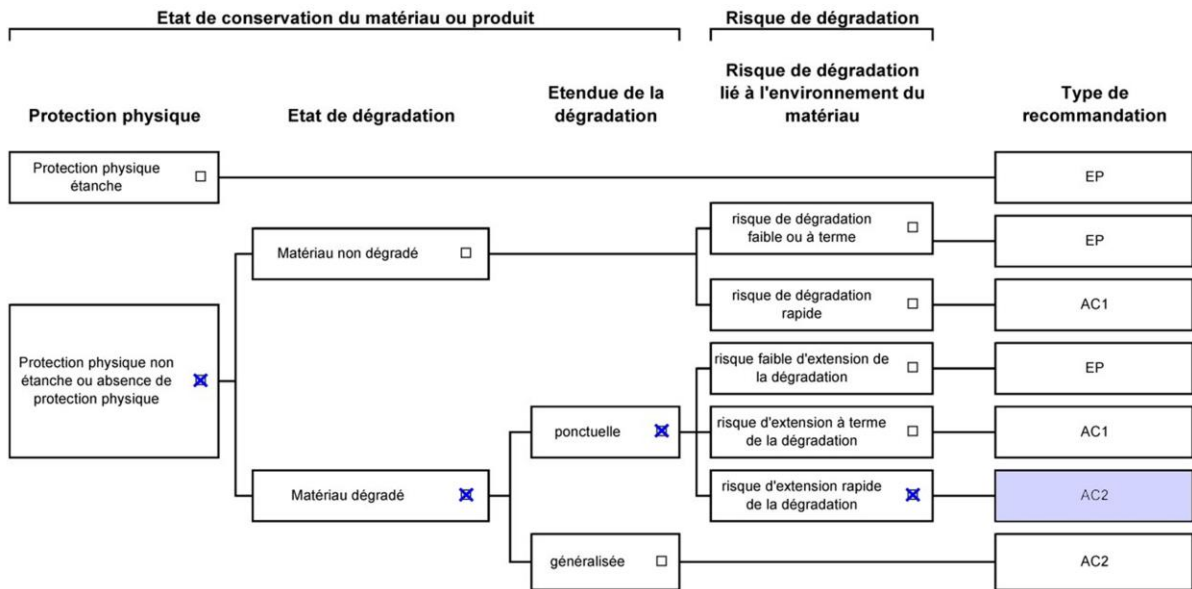 Etat de conservation du matériau ou produit
Risque de dégradation
Protection physique
Etat de dégradation
Etendue de la
dégradation
Risque de dégradation
lié à l'environnement du
matériau
Type de
recommandation
Protection physique
étanche
EP
Matériau non dégradé
risque de dégradation
faible ou à terme
EP
risque de dégradation
rapide
AC1
Protection physique non
étanche ou absence de
protection physique
risque faible d'extension de
la dégradation
EP
ponctuelle
risque d'extension à terme
de la dégradation
AC1
Matériau dégradé
risque d'extension rapide
de la dégradation
AC2
généralisée
AC2